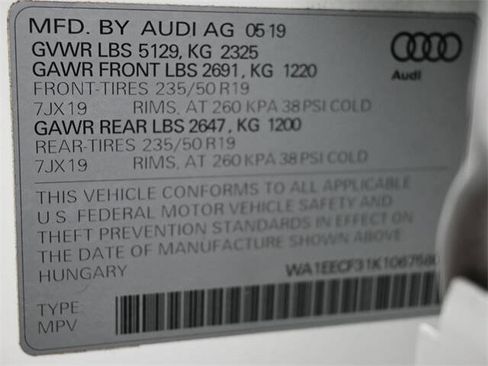 MFD. BY AUDI AG 05 19
GVWR LBS 5129, KG 2325
GAWR FRONT LBS 2691, KG 1220
FRONT-TIRES 235/50 R19
7JX19 RIMS, AT 260 KPA 38 PSI COLD
GAWR REAR LBS 2647, KG 1200
REAR-TIRES 235/50 R19
7JX19 RIMS, AT 260 KPA 38 PSI COLD
Audi
THIS VEHICLE CONFORMS TO ALL APPLICABLE
U.S. FEDERAL MOTOR VEHICLE SAFETY AND
THEFT PREVENTION STANDARDS IN EFFECT ON
THE DATE OF MANUFACTURE SHOWN ABOVE
HUNGARY
TYPE
MPV